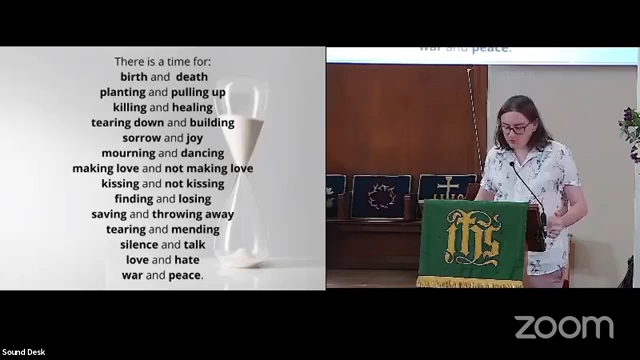 There is a time for:
birth and death
planting and pulling up
killing and healing
tearing down and building
sorrow and joy
mourning and dancing
making love and not making love
kissing and not kissing
finding and losing
saving and throwing away
tearing and mending
silence and talk
love and hate
war and peace.
war and peace.
ihs
zoom
Sound Desk